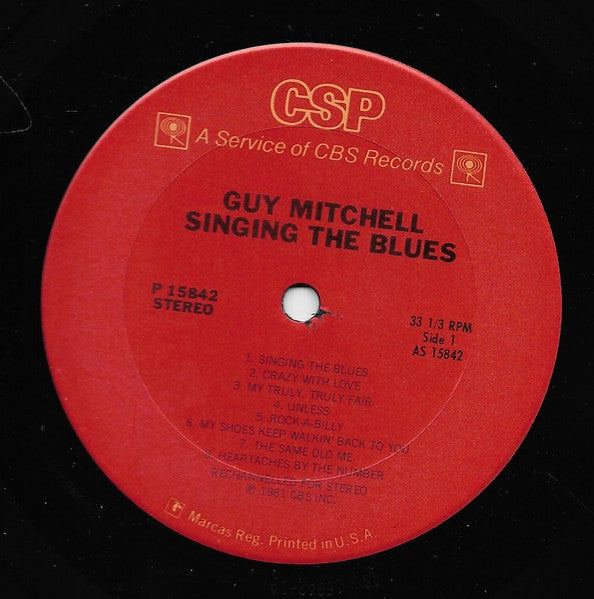 CSP
A Service of CBS Records
GUY MITCHELL
SINGING THE BLUES
P 15842
STEREO
33 1/3 RPM
Side 1
AS 15842
1. SINGING THE BLUES
2. CRAZY WITH LOVE
3. MY TRULY, TRULY FAIR
4. UNLESS
5. ROCK-A-BILLY
6. MY SHOES KEEP WALKIN' BACK TO YOU
7. THE SAME OLD ME
8. HEARTACHES BY THE NUMBER
RECHANNELLED FOR STEREO
℗ 1981 CBS INC.
Marcas Reg. Printed in U.S.A.